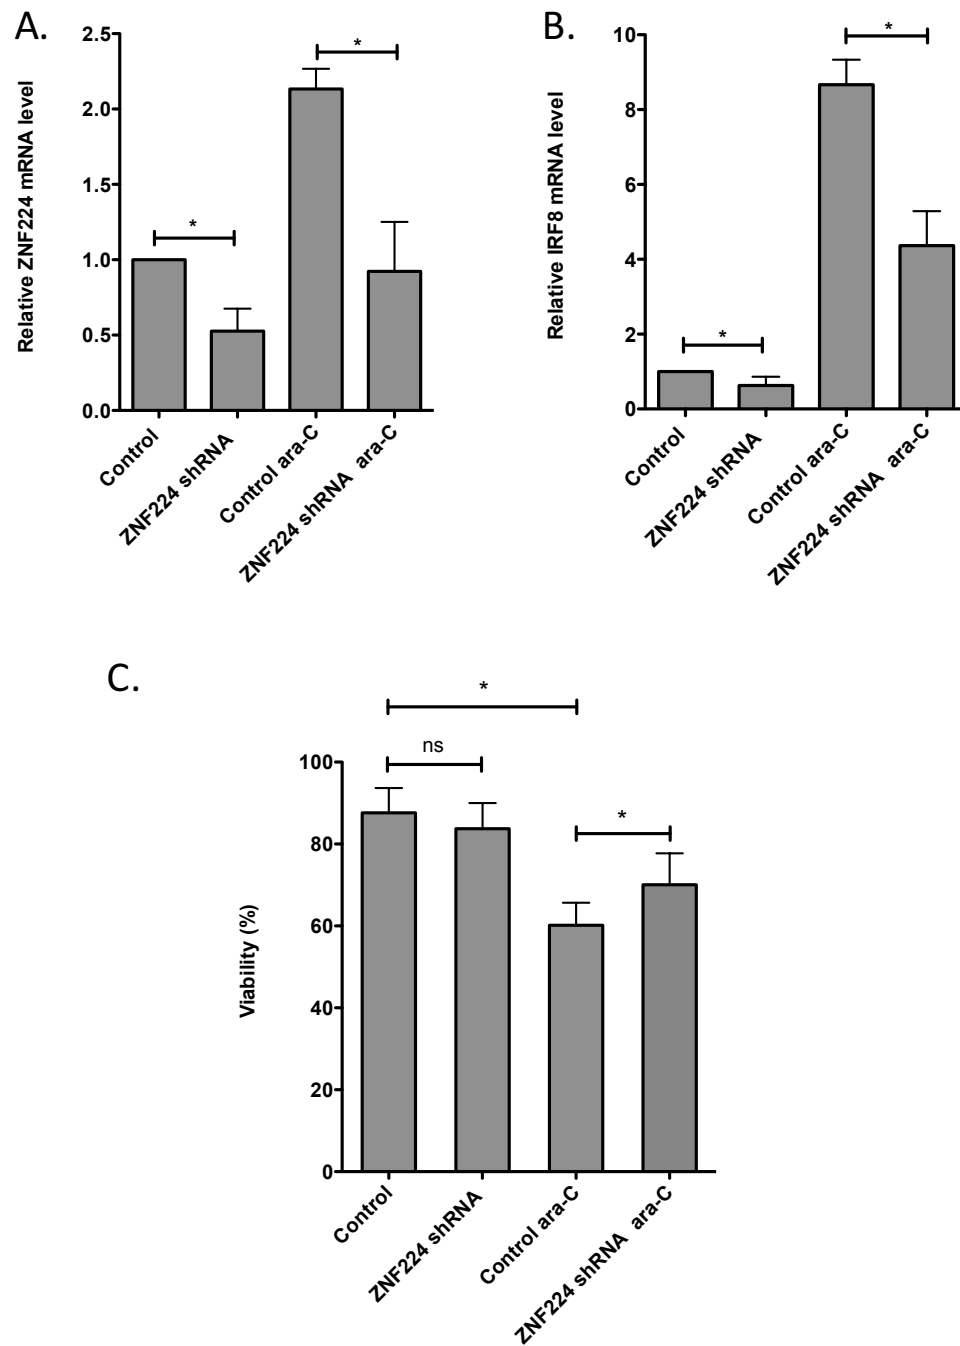 A.
Relative ZNF224 mRNA level
2.5
2.0
1.5
1.0
0.5
0.0
*
*
Control
ZNF224 shRNA
Control ara-C
ZNF224 shRNA ara-C
B.
Relative IRF8 mRNA level
10
8
6
4
2
0
*
*
Control
ZNF224 shRNA
Control ara-C
ZNF224 shRNA ara-C
C.
Viability (%)
100
80
60
40
20
0
*
ns
*
Control
ZNF224 shRNA
Control ara-C
ZNF224 shRNA ara-C